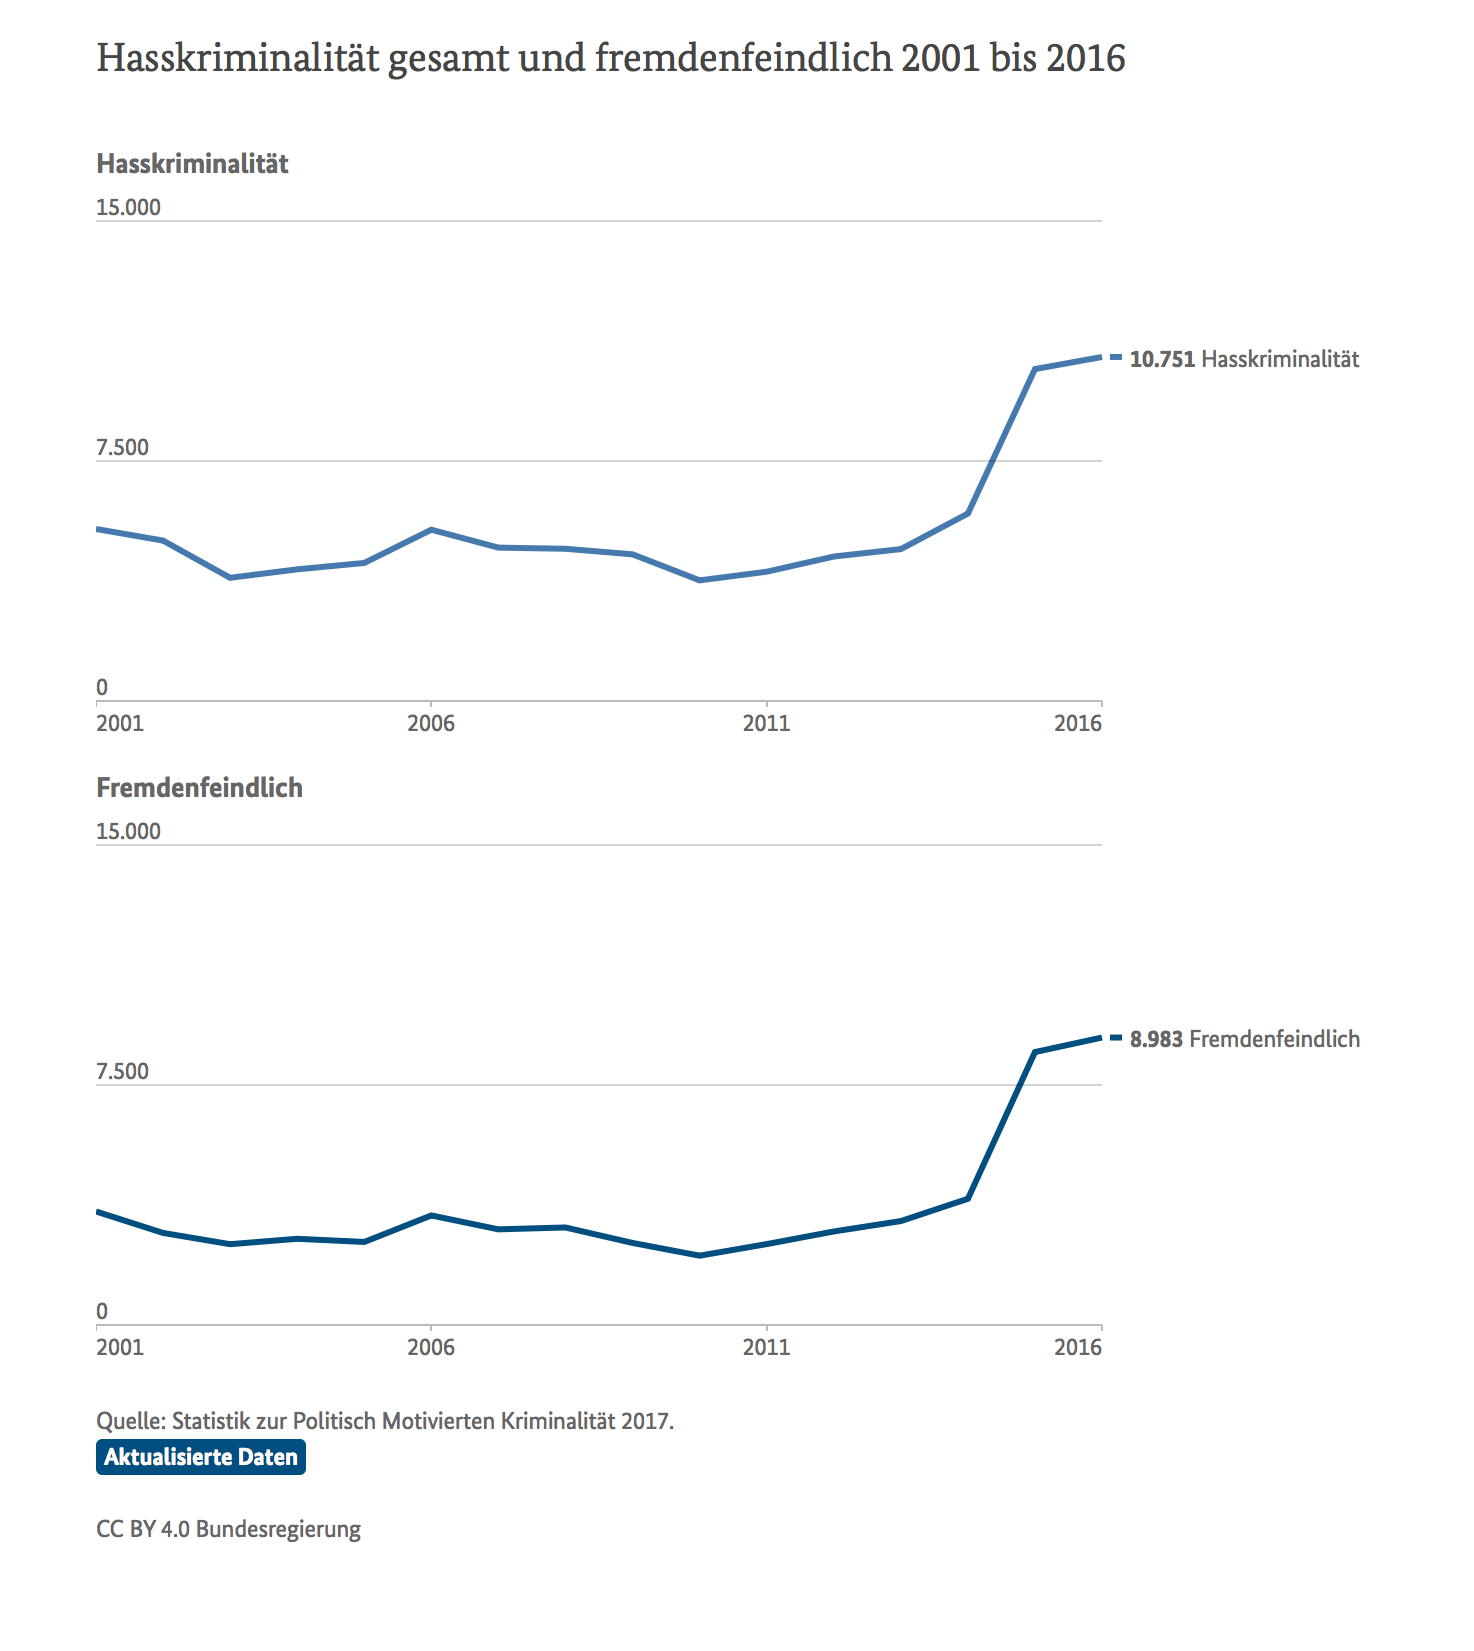 Hasskriminalität gesamt und fremdenfeindlich 2001 bis 2016
Hasskriminalität
15.000
10.751 Hasskriminalität
7.500
0
2001 2006 2011 2016
Fremdenfeindlich
15.000
8.983 Fremdenfeindlich
7.500
0
2001 2006 2011 2016
Quelle: Statistik zur Politisch Motivierten Kriminalität 2017.
Aktualisierte Daten
CC BY 4.0 Bundesregierung